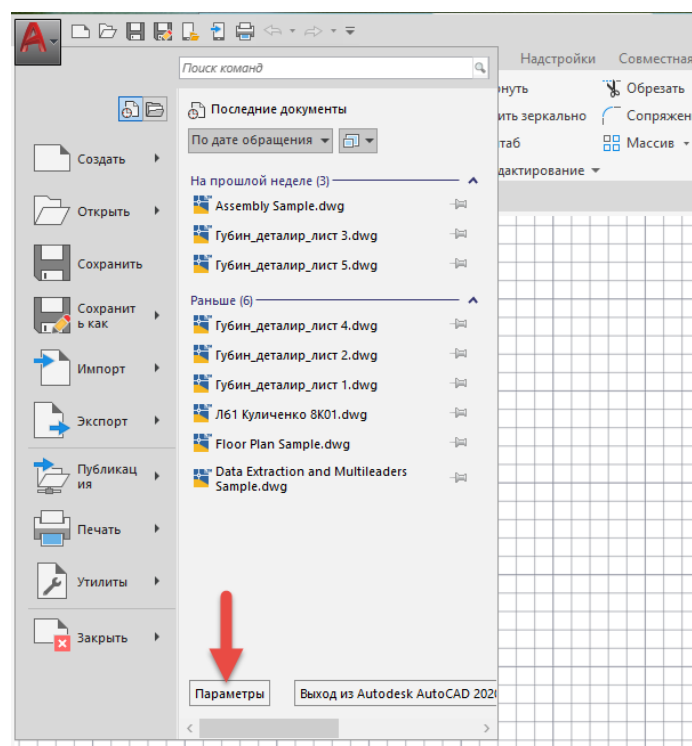 Поиск команд
Надстройки Совместная
Последние документы
нуть
Обрезать
По дате обращения
ить зеркально
Сопряжен
Создать
таб
Массив
дактирование
На прошлой неделе (3)
Assembly Sample.dwg
Открыть
Губин_деталир_лист 3.dwg
Сохранить
Губин_деталир_лист 5.dwg
Раньше (6)
Сохранит
ь как
Губин_деталир_лист 4.dwg
Губин_деталир_лист 2.dwg
Импорт
Губин_деталир_лист 1.dwg
Экспорт
Л61 Куличенко 8К01.dwg
Floor Plan Sample.dwg
Публикац
ия
Data Extraction and Multileaders
Sample.dwg
Печать
Утилиты
Закрыть
Параметры
Выход из Autodesk AutoCAD 202